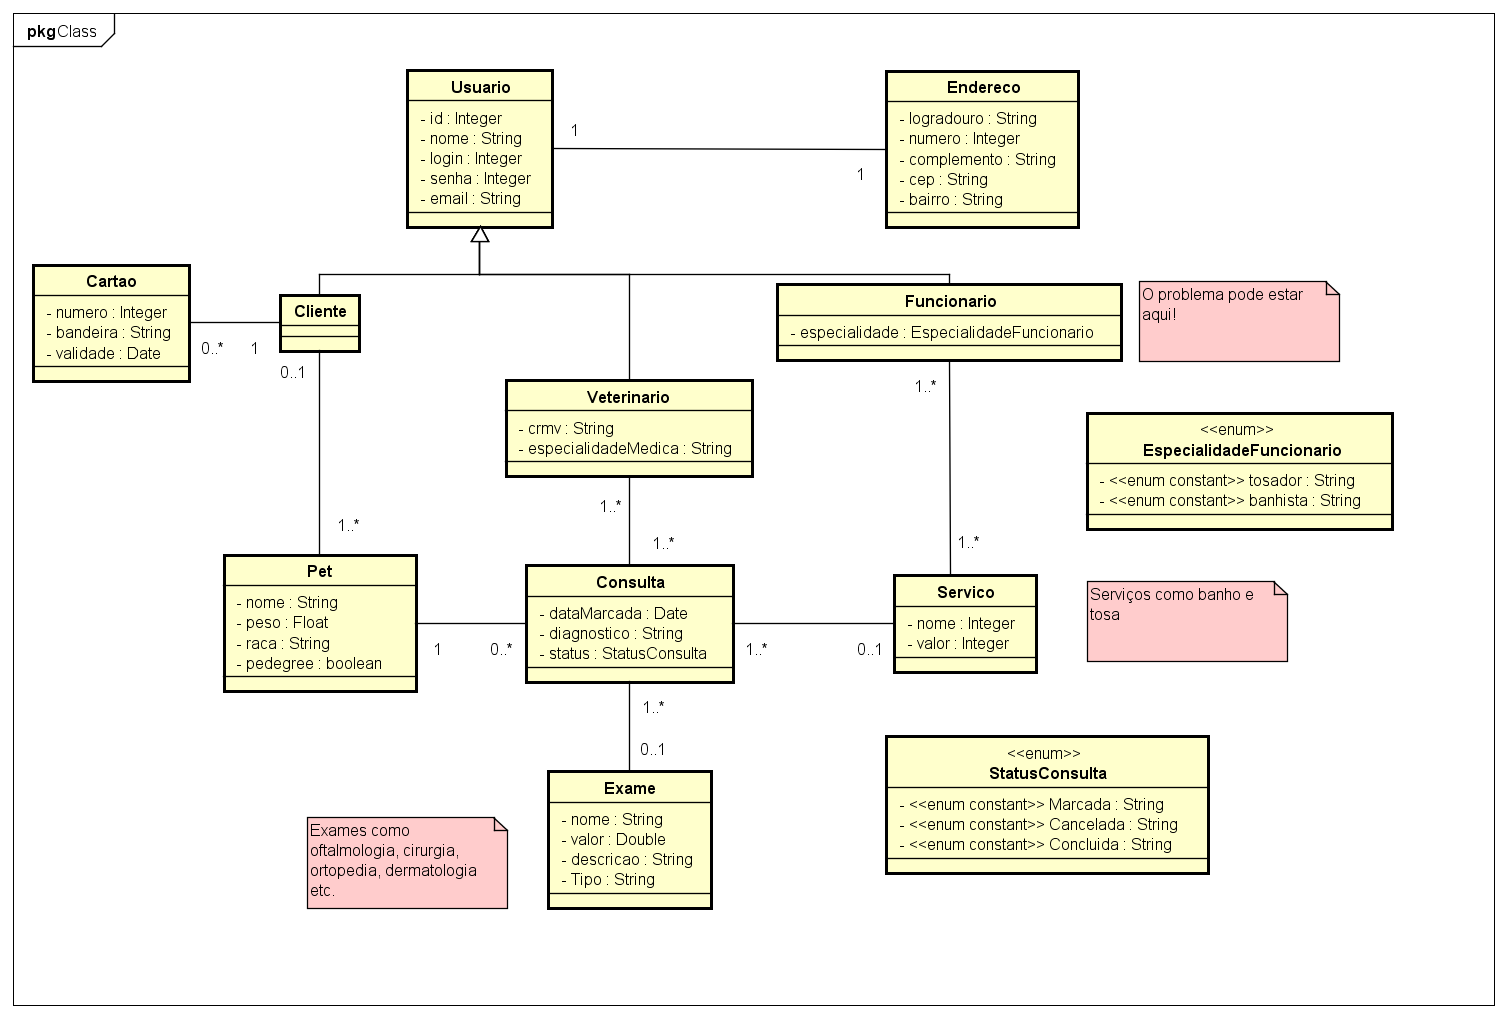 pkgClass
Usuario
- id : Integer
- nome : String
- login : Integer
- senha : Integer
- email : String
Endereco
- logradouro : String
- numero : Integer
- complemento : String
- cep : String
- bairro : String
1
1
Cartao
- numero : Integer
- bandeira : String
- validade : Date
0..*
1
Cliente
0..1
1..*
Funcionario
- especialidade : EspecialidadeFuncionario
O problema pode estar
aqui!
Veterinario
- crmv : String
- especialidadeMedica : String
1..*
1..*
1..*
1..*
<<enum>>
EspecialidadeFuncionario
- <<enum constant>> tosador : String
- <<enum constant>> banhista : String
Pet
- nome : String
- peso : Float
- raca : String
- pedegree : boolean
1
0..*
Consulta
- dataMarcada : Date
- diagnostico : String
- status : StatusConsulta
1..*
0..1
Servico
- nome : Integer
- valor : Integer
Serviços como banho e
tosa
1..*
0..1
Exame
- nome : String
- valor : Double
- descricao : String
- Tipo : String
Exames como
oftalmologia, cirurgia,
ortopedia, dermatologia
etc.
<<enum>>
StatusConsulta
- <<enum constant>> Marcada : String
- <<enum constant>> Cancelada : String
- <<enum constant>> Concluida : String